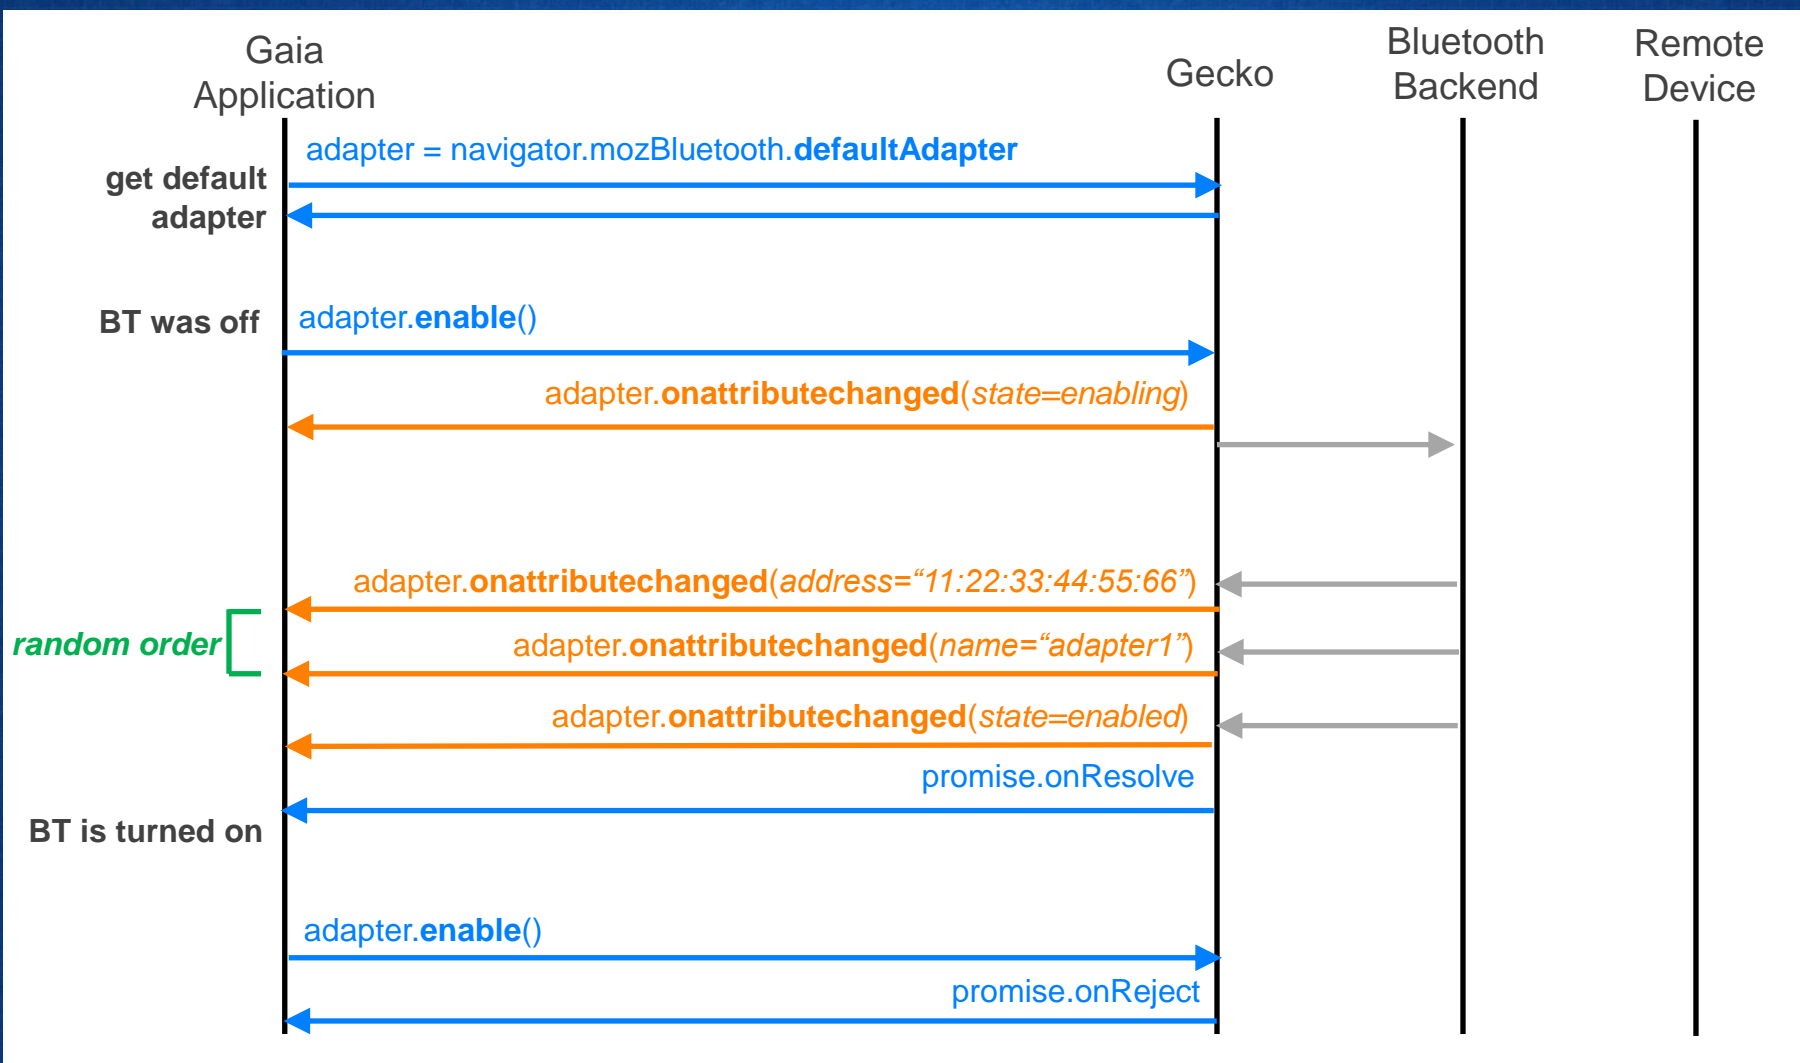 Gaia
Application
Gecko
Bluetooth
Backend
Remote
Device
adapter = navigator.mozBluetooth.defaultAdapter
get default
adapter
BT was off
adapter.enable()
adapter.onattributechanged(state=enabling)
adapter.onattributechanged(address=“11:22:33:44:55:66”)
random order
adapter.onattributechanged(name=“adapter1”)
adapter.onattributechanged(state=enabled)
promise.onResolve
BT is turned on
adapter.enable()
promise.onReject